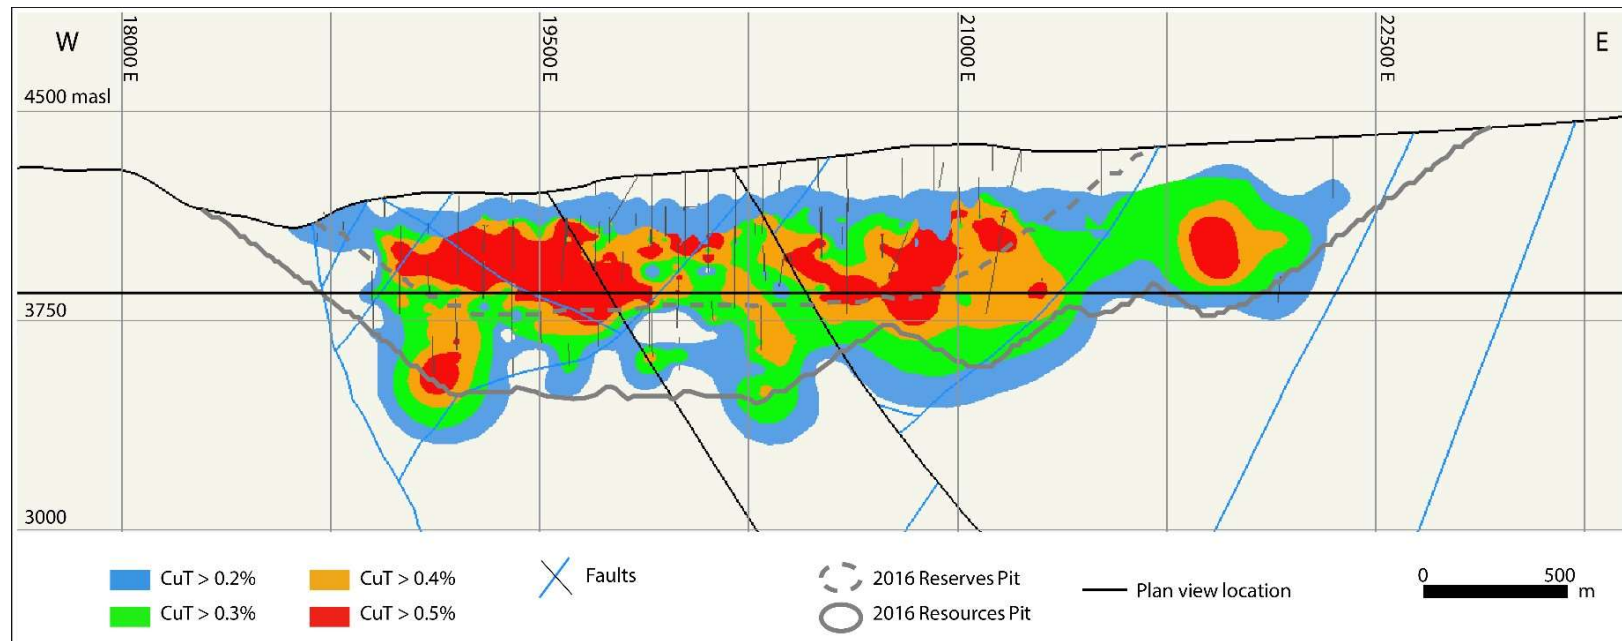 W
18000 E
19500 E
21000 E
22500 E
E
4500 masl
3750
3000
CuT > 0.2%
CuT > 0.4%
Faults
2016 Reserves Pit
0 500
CuT > 0.3%
CuT > 0.5%
2016 Resources Pit
Plan view location
m